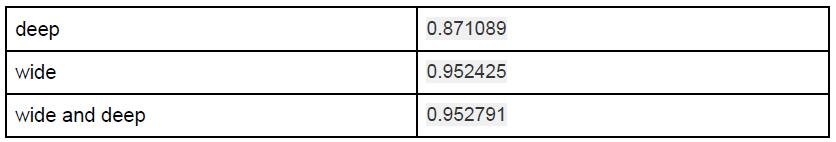 deep 0.871089
wide 0.952425
wide and deep 0.952791